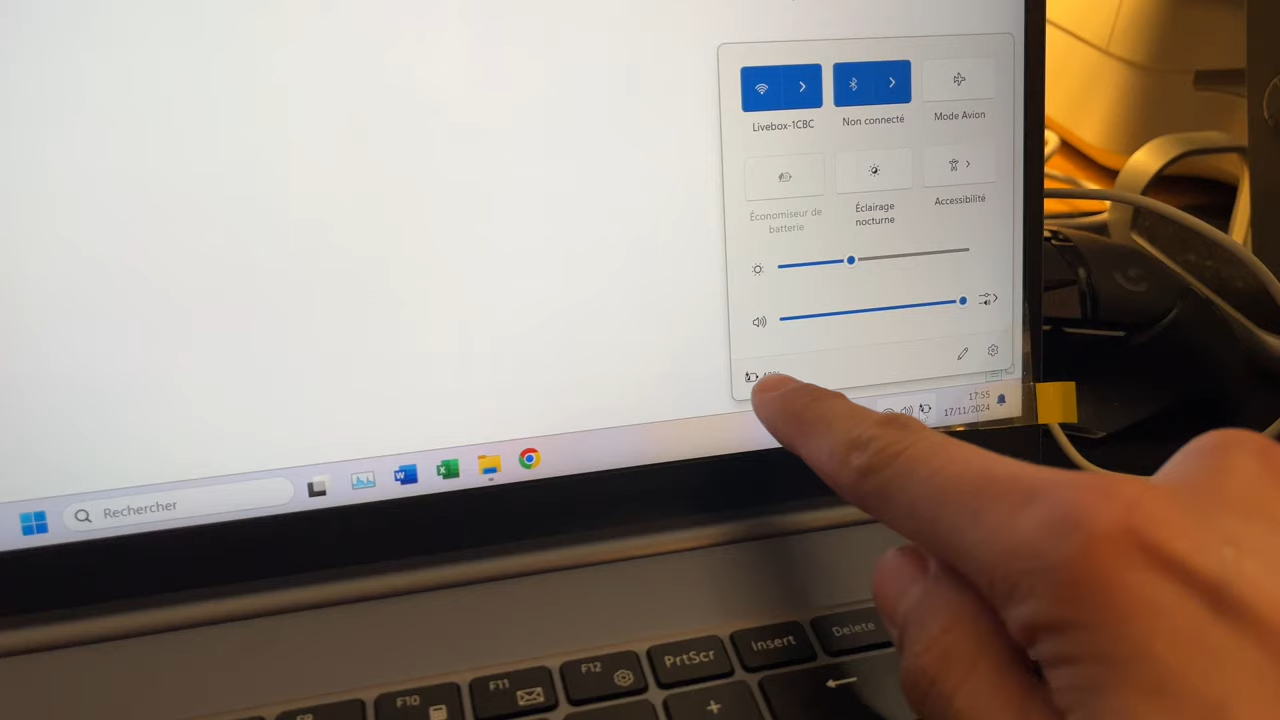 Livebox-1CBC
Non connecté
Mode Avion
Économiseur de
batterie
Éclairage
nocturne
Accessibilité
17:55
17/11/2024
Rechercher
Delete
Insert
PrtScr
F12
F11
F10